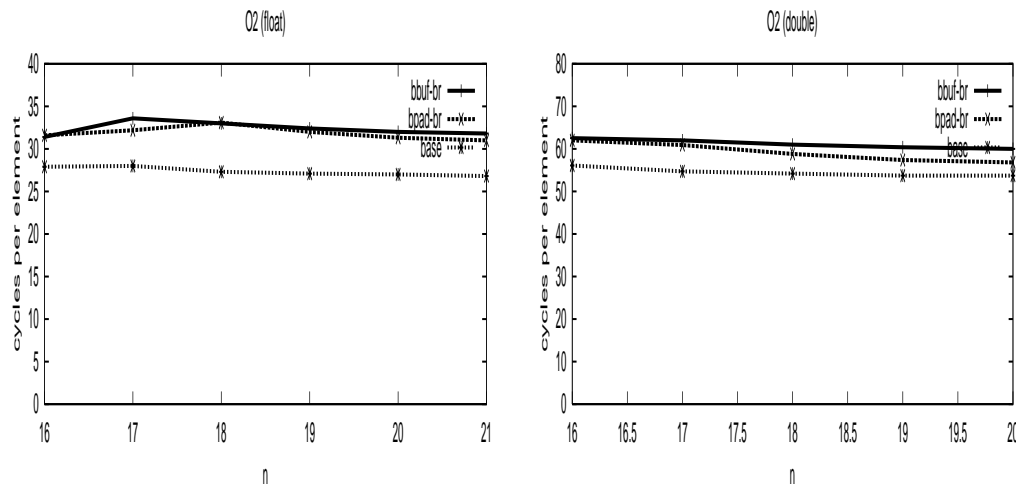 O2 (float)
40
35
30
25
20
15
10
5
0
cycles per element
bbuf-br
bpad-br
base
16
17
18
19
20
21
n
O2 (double)
80
70
60
50
40
30
20
10
0
cycles per element
bbuf-br
bpad-br
base
16
16.5
17
17.5
18
18.5
19
19.5
20
n